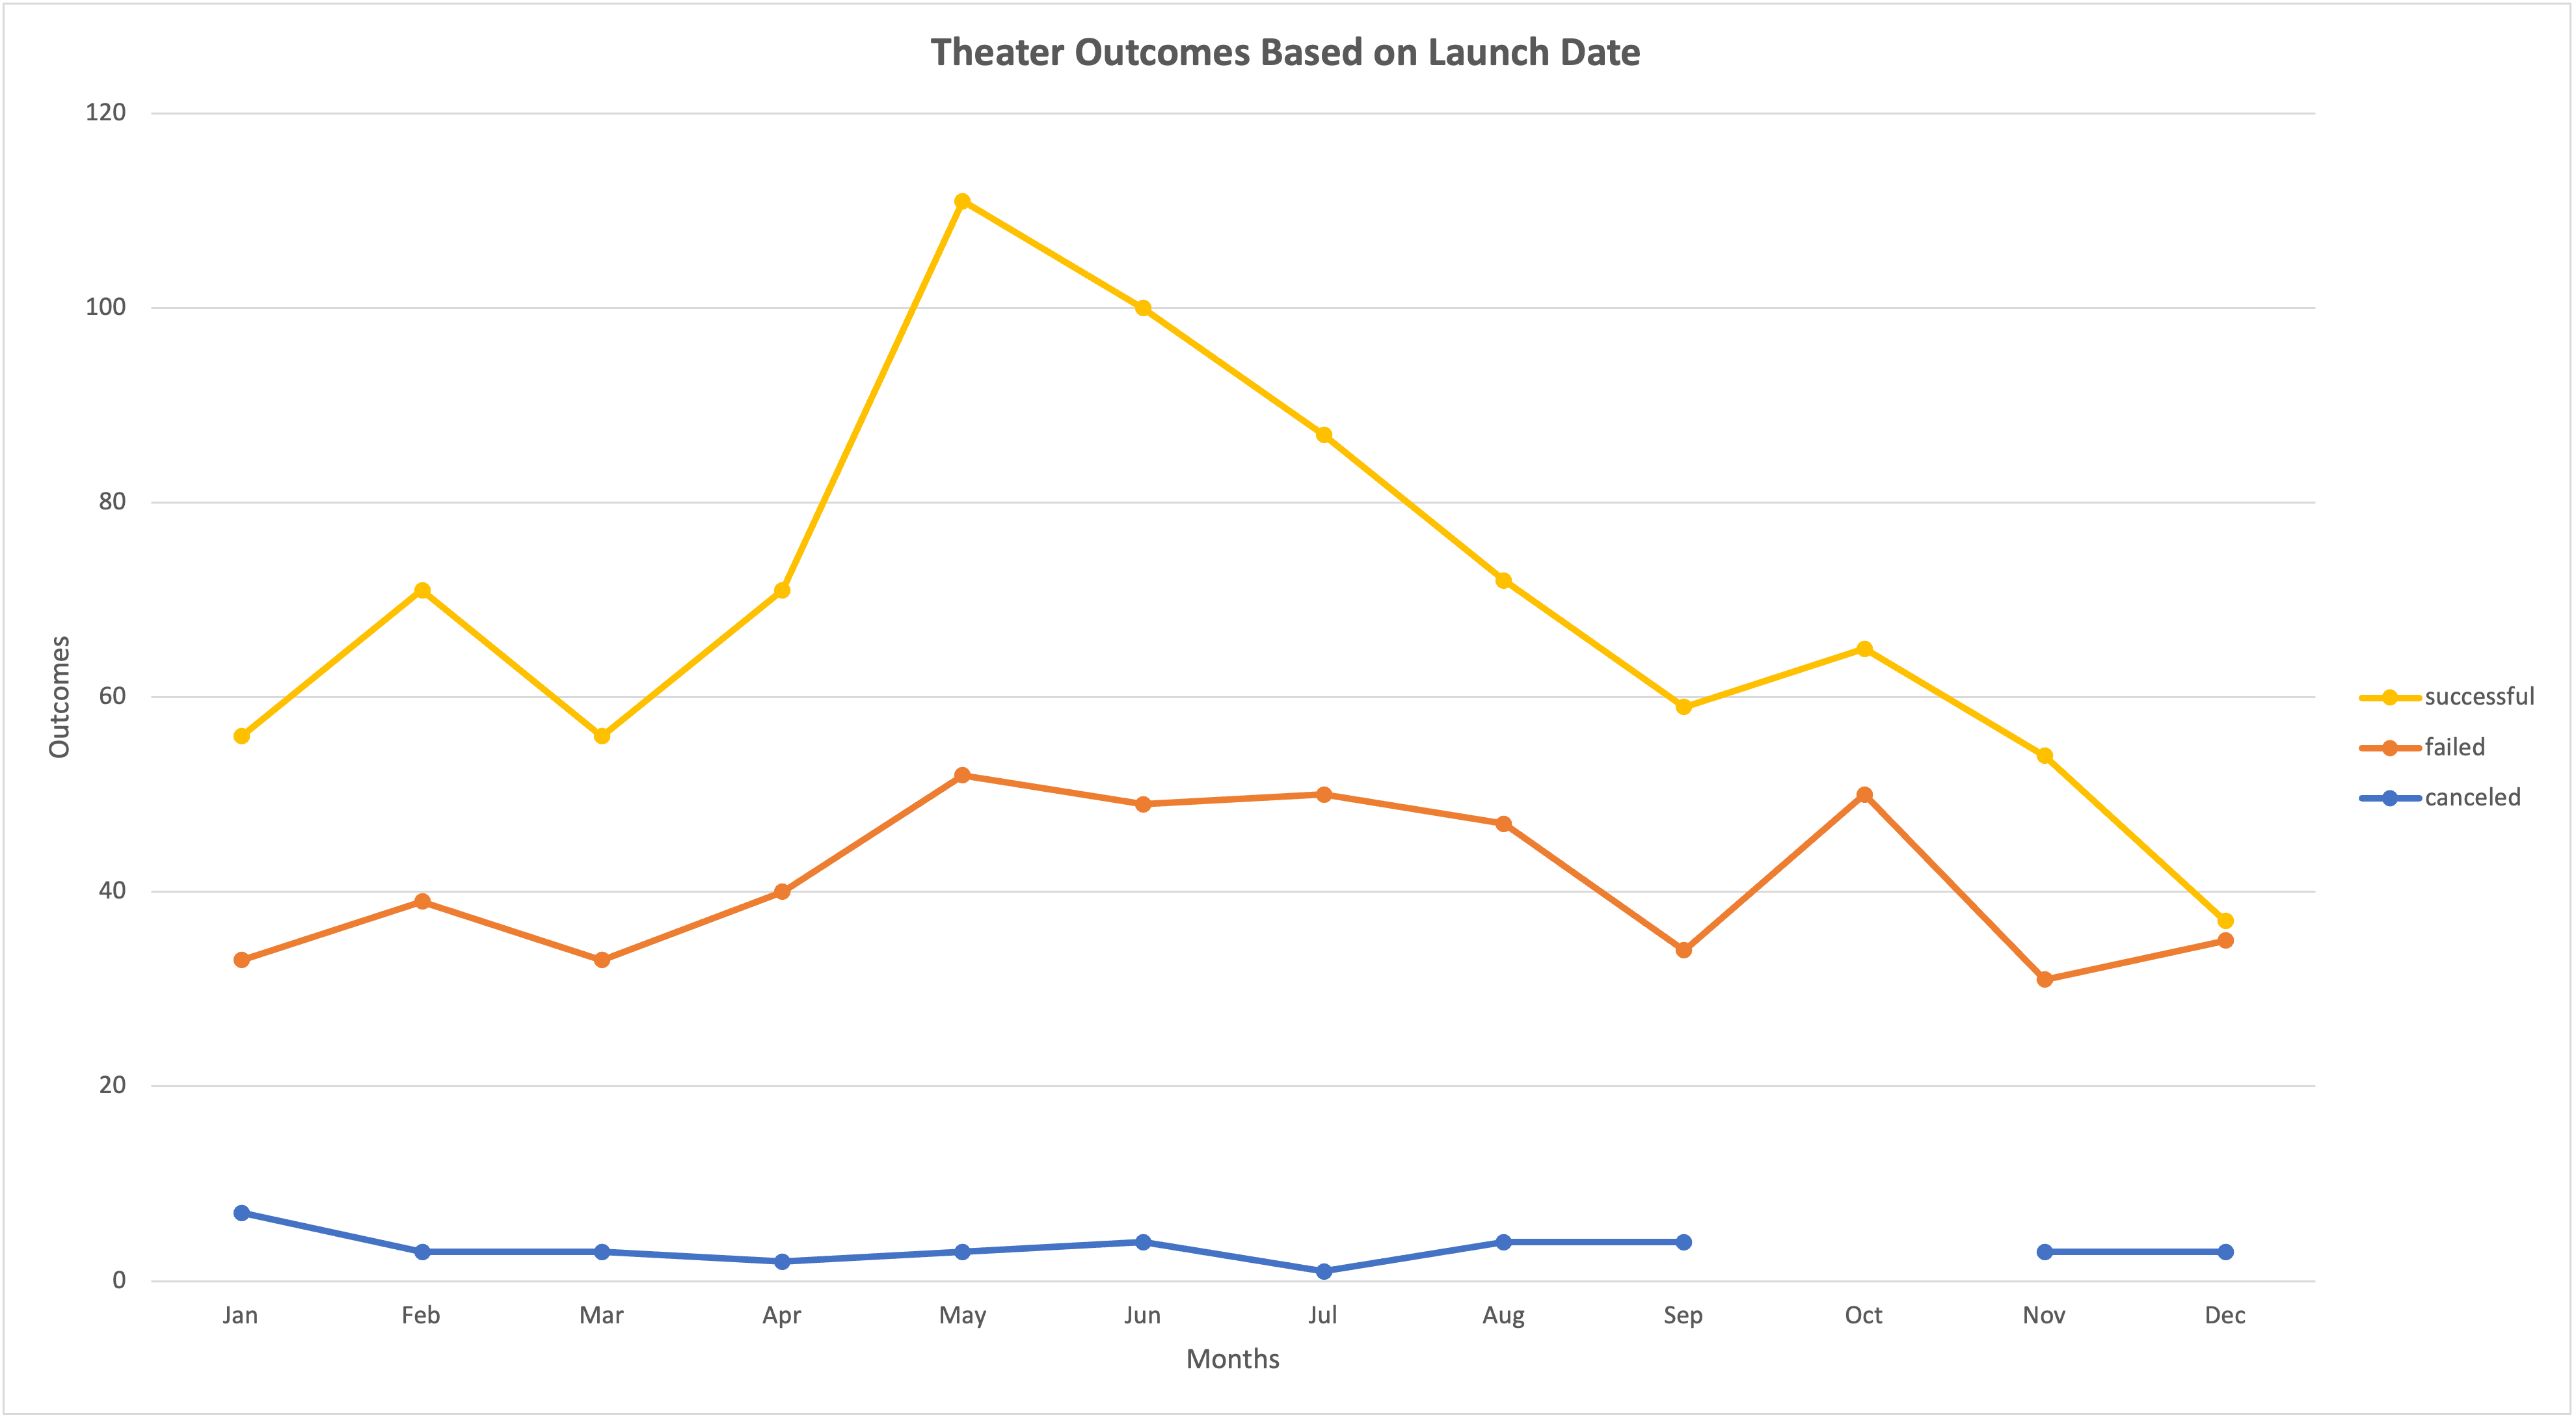 Theater Outcomes Based on Launch Date
120
100
80
60
40
20
0
Outcomes
Jan Feb Mar Apr May Jun Jul Aug Sep Oct Nov Dec
Months
successful
failed
canceled